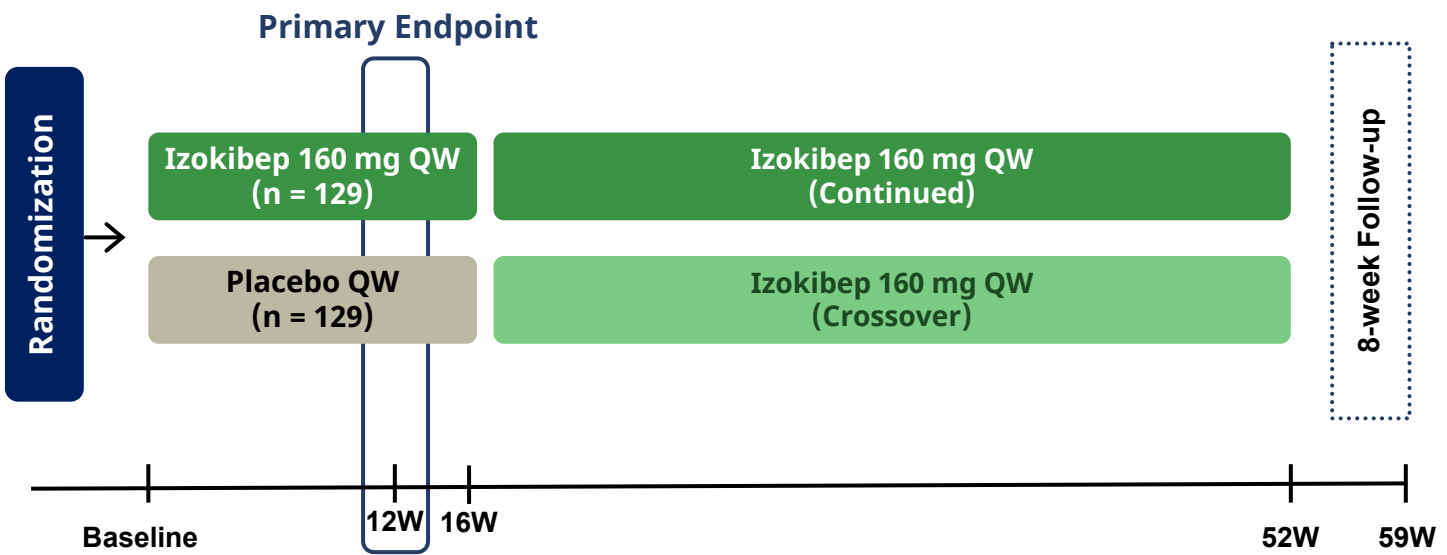 Primary Endpoint
Randomization
Izokibep 160 mg QW
(n = 129)
Izokibep 160 mg QW
(Continued)
Placebo QW
(n = 129)
Izokibep 160 mg QW
(Crossover)
8-week Follow-up
Baseline
12W
16W
52W
59W